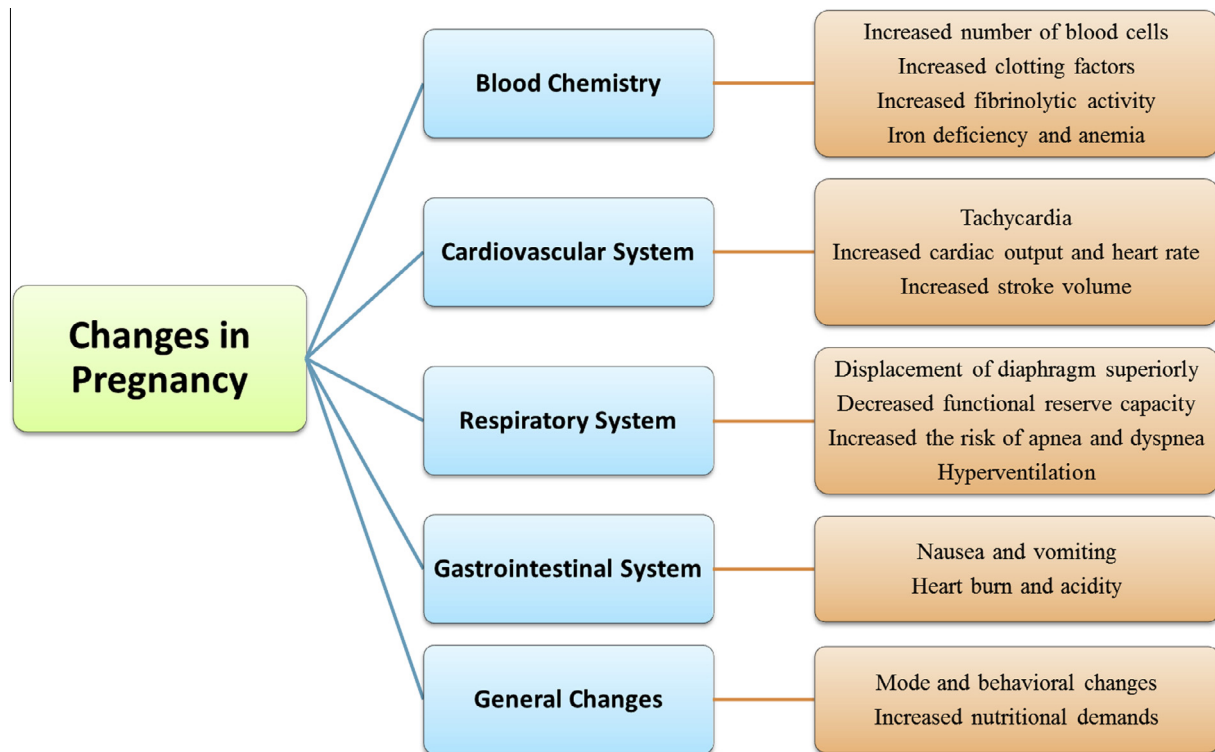 Changes in
Pregnancy
Blood Chemistry
Increased number of blood cells
Increased clotting factors
Increased fibrinolytic activity
Iron deficiency and anemia
Cardiovascular System
Tachycardia
Increased cardiac output and heart rate
Increased stroke volume
Respiratory System
Displacement of diaphragm superiorly
Decreased functional reserve capacity
Increased the risk of apnea and dyspnea
Hyperventilation
Gastrointestinal System
Nausea and vomiting
Heart burn and acidity
General Changes
Mode and behavioral changes
Increased nutritional demands